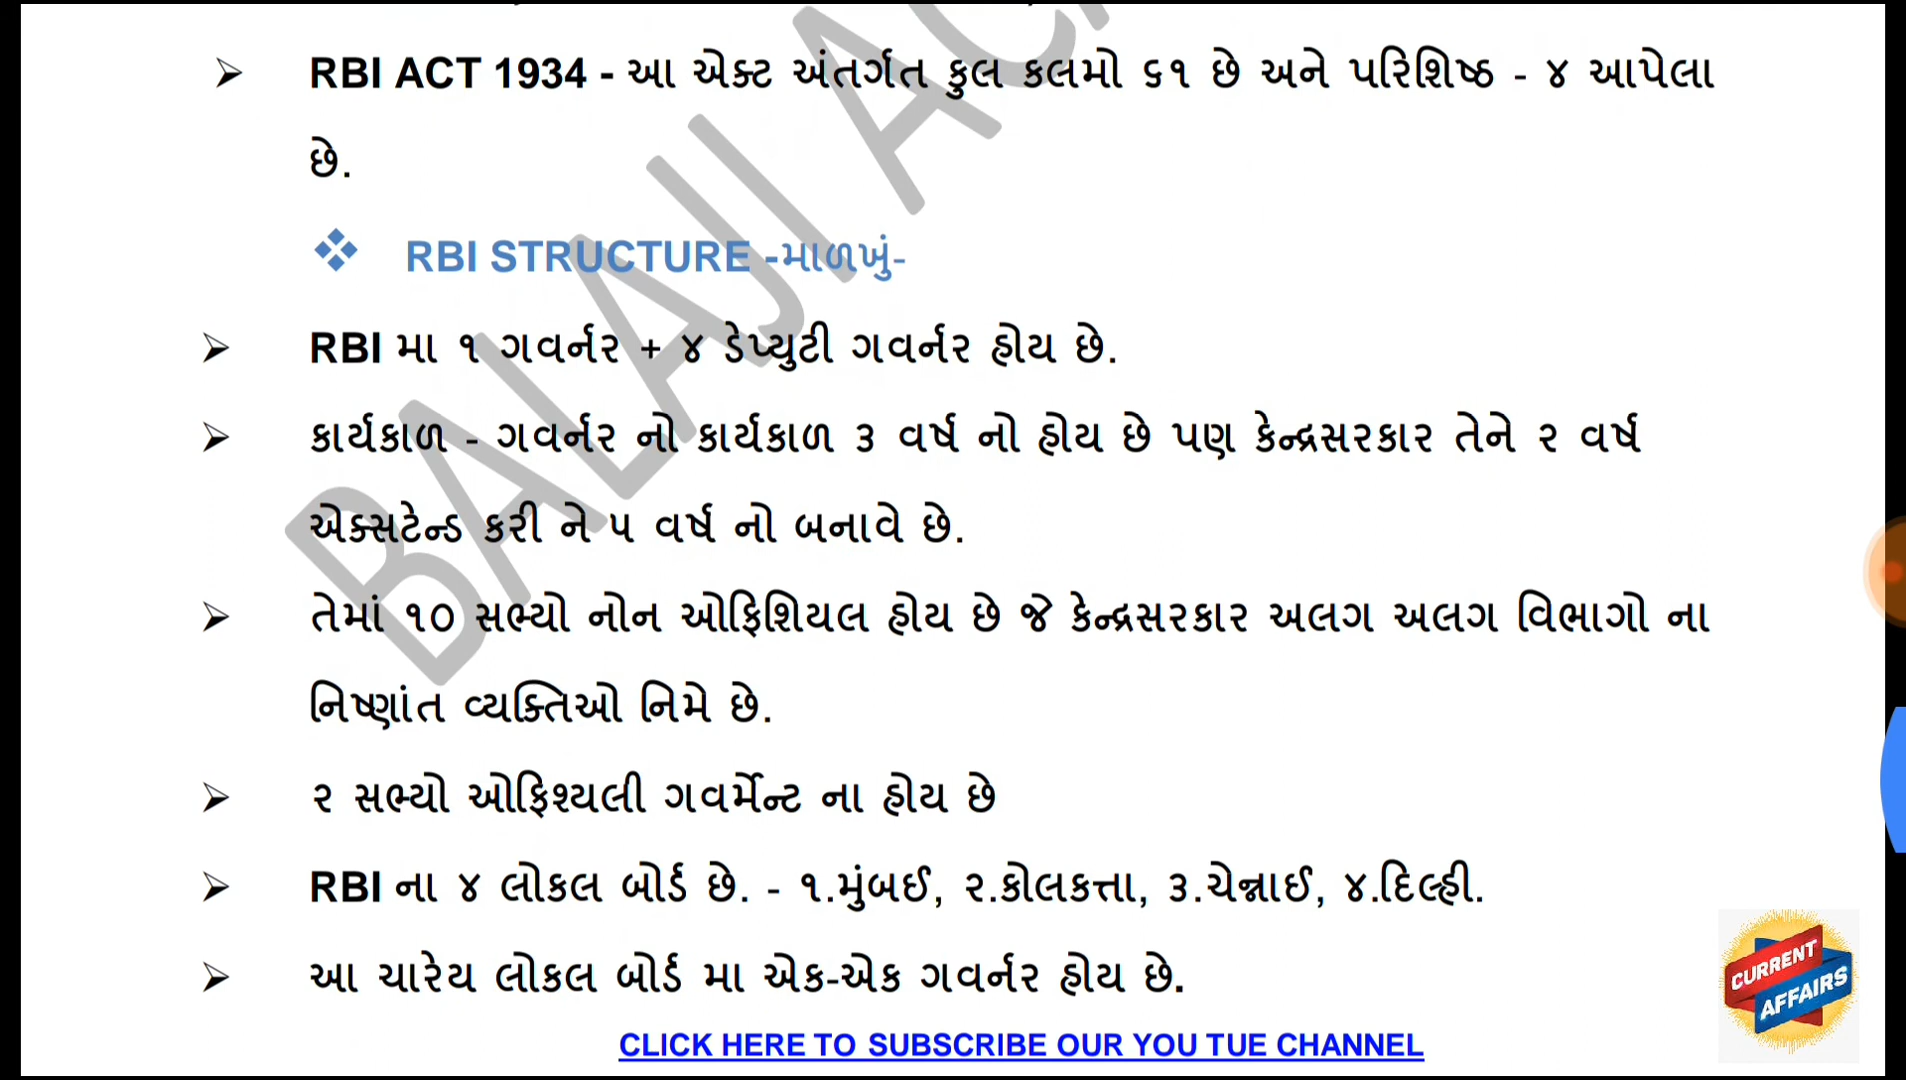 RBI ACT 1934 - આ એક્ટ અંતર્ગત કુલ કલમો ૬૧ છે અને પરિશિષ્ઠ - ૪ આપેલા
છે.
RBI STRUCTURE -માળખું-
RBI મા ૧ ગવર્નર + ૪ ડેપ્યુટી ગવર્નર હોય છે.
કાર્યકાળ - ગવર્નર નો કાર્યકાળ ૩ વર્ષ નો હોય છે પણ કેન્દ્રસરકાર તેને ૨ વર્ષ
એક્સટેન્ડ કરી ને ૫ વર્ષ નો બનાવે છે.
તેમાં ૧૦ સભ્યો નોન ઓફિશિયલ હોય છે જે કેન્દ્રસરકાર અલગ અલગ વિભાગો ના
નિષ્ણાંત વ્યક્તિઓ નિમે છે.
૨ સભ્યો ઓફિશ્યલી ગવર્મેન્ટ ના હોય છે
RBI ના ૪ લોકલ બોર્ડ છે. - ૧.મુંબઈ, ૨.કોલકત્તા, ૩.ચેન્નાઈ, ૪.દિલ્હી.
આ ચારેય લોકલ બોર્ડ મા એક-એક ગવર્નર હોય છે.
CLICK HERE TO SUBSCRIBE OUR YOU TUE CHANNEL
BALAJI
CURRENT
AFFAIRS